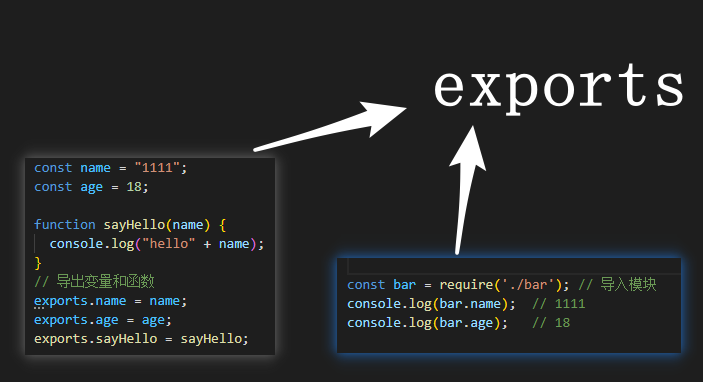 exports
const name = "1111";
const age = 18;
function sayHello(name) {
console.log("hello" + name);
}
// 导出变量和函数
exports.name = name;
exports.age = age;
exports.sayHello = sayHello;
const bar = require('./bar'); // 导入模块
console.log(bar.name);  // 1111
console.log(bar.age);   // 18